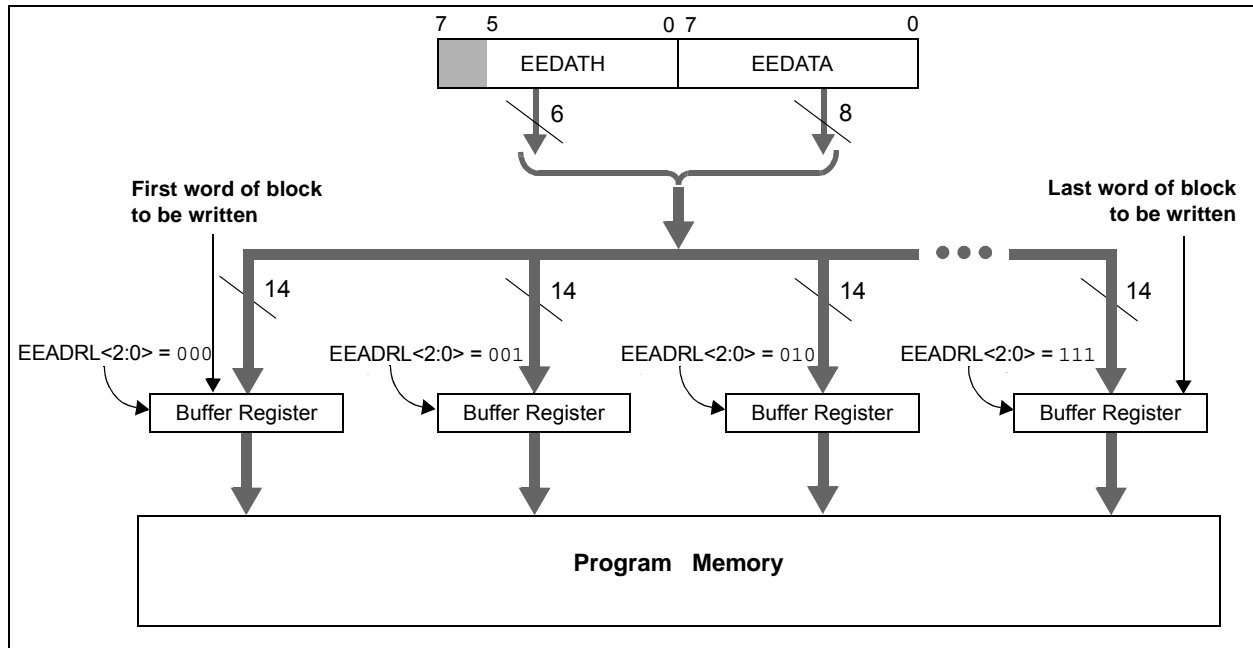 7 5 0 7 0
EEDATH EEDATA
6 8
First word of block
to be written
Last word of block
to be written
14 14 14 14
EEADRL<2:0> = 000 EEADRL<2:0> = 001 EEADRL<2:0> = 010 EEADRL<2:0> = 111
Buffer Register Buffer Register Buffer Register Buffer Register
Program Memory